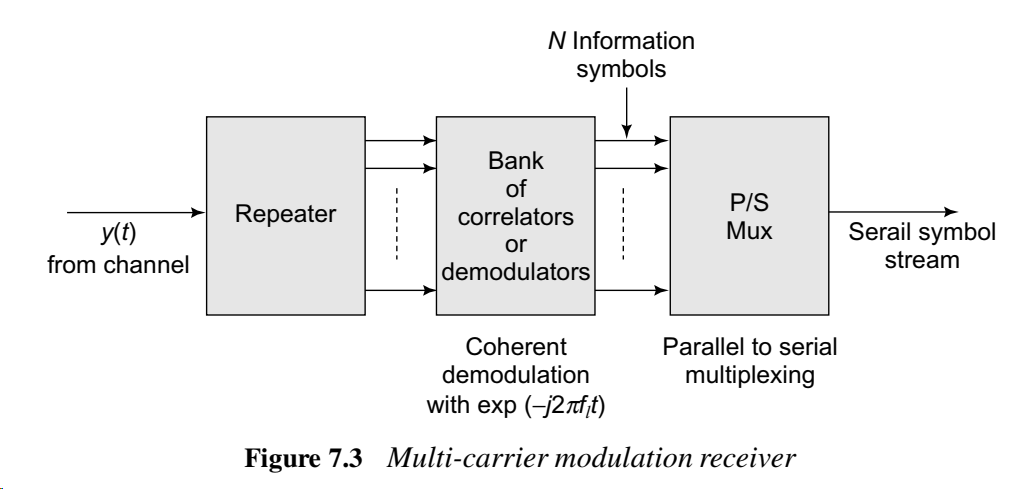 N Information
symbols
Repeater
Bank
of
correlators
or
demodulators
P/S
Mux
y(t)
from channel
Serail symbol
stream
Coherent
demodulation
with exp (–j2πfₗt)
Parallel to serial
multiplexing
Figure 7.3 Multi-carrier modulation receiver